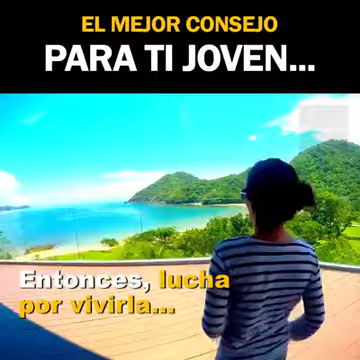 EL MEJOR CONSEJO
PARA TI JOVEN...
Entonces, lucha
por vivirla...